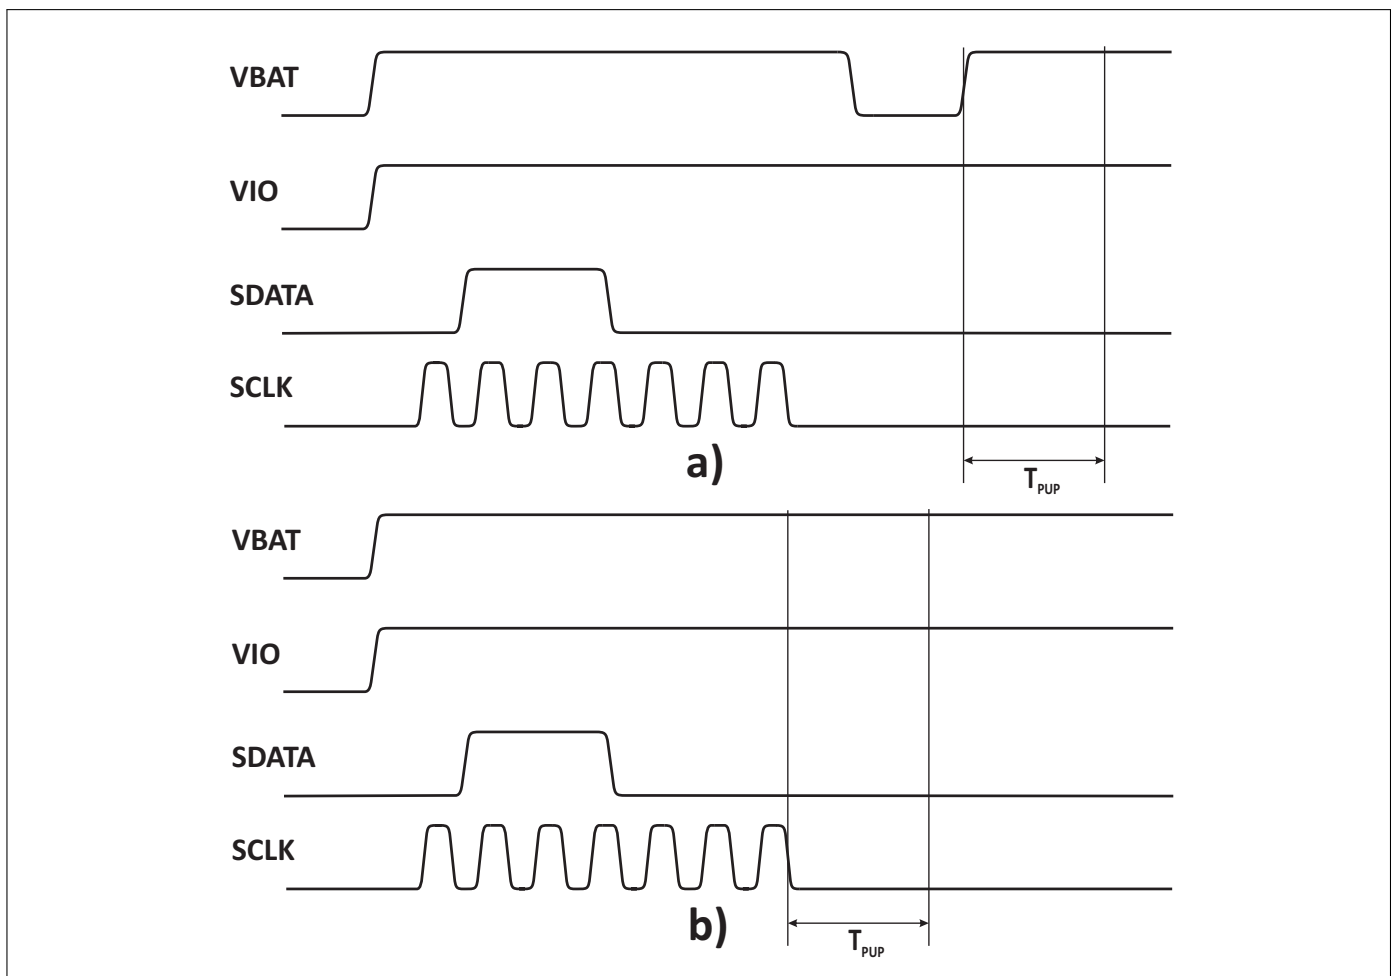 VBAT
VIO
SDATA
SCLK
a)
TPUP
VBAT
VIO
SDATA
SCLK
b)
TPUP